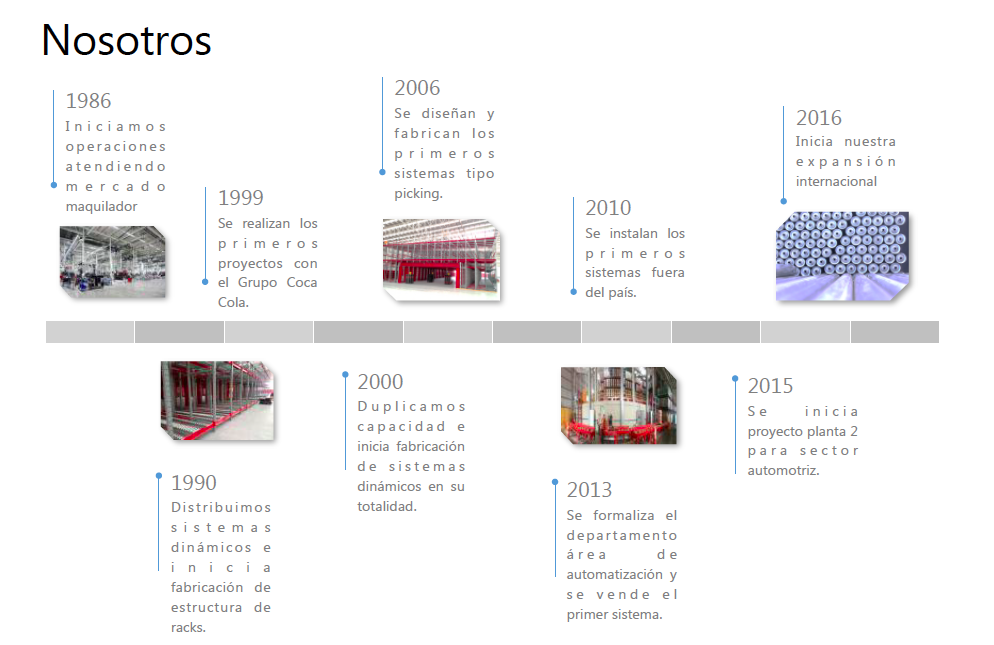 Nosotros
1986
Iniciamos
operaciones
atendiendo
mercado
maquilador
1999
Se realizan los
primeros
proyectos con
el Grupo Coca
Cola.
2006
Se diseñan y
fabrican los
primeros
sistemas tipo
picking.
2010
Se instalan los
primeros
sistemas fuera
del país.
2016
Inicia nuestra
expansión
internacional
1990
Distribuimos
sistemas
dinámicos e
inicia
fabricación de
estructura de
racks.
2000
Duplicamos
capacidad e
inicia fabricación
de sistemas
dinámicos en su
totalidad.
2013
Se formaliza el
departamento
área de
automatización y
se vende el
primer sistema.
2015
Se inicia
proyecto planta 2
para sector
automotriz.